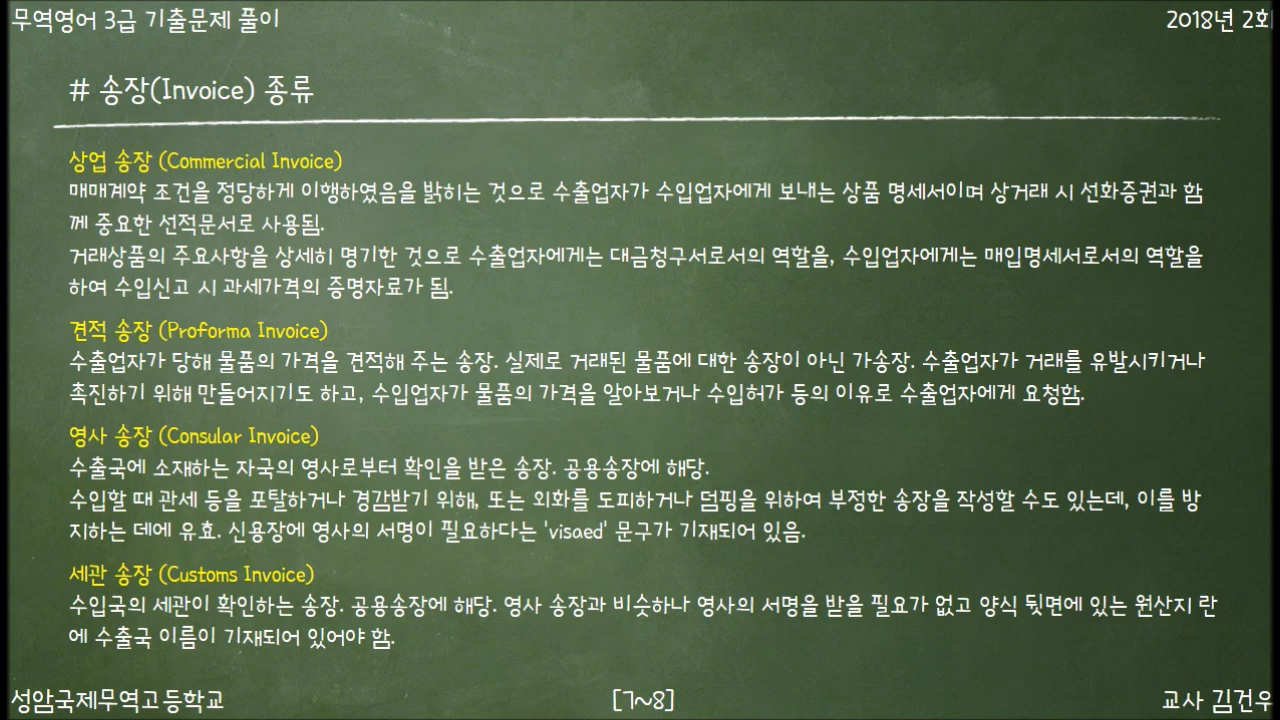 무역영어 3급 기출문제 풀이
2018년 2회
# 송장(Invoice) 종류
상업 송장 (Commercial Invoice)
매매계약 조건을 정당하게 이행하였음을 밝히는 것으로 수출업자가 수입업자에게 보내는 상품 명세서이며 상거래 시 선화증권과 함
께 중요한 선적문서로 사용됨.
거래상품의 주요사항을 상세히 명기한 것으로 수출업자에게는 대금청구서로서의 역할을, 수입업자에게는 매입명세서로서의 역할을
하여 수입신고 시 과세가격의 증명자료가 됨.
견적 송장 (Proforma Invoice)
수출업자가 당해 물품의 가격을 견적해 주는 송장. 실제로 거래된 물품에 대한 송장이 아닌 가송장. 수출업자가 거래를 유발시키거나
촉진하기 위해 만들어지기도 하고, 수입업자가 물품의 가격을 알아보거나 수입허가 등의 이유로 수출업자에게 요청함.
영사 송장 (Consular Invoice)
수출국에 소재하는 자국의 영사로부터 확인을 받은 송장. 공용송장에 해당.
수입할 때 관세 등을 포탈하거나 경감받기 위해, 또는 외화를 도피하거나 덤핑을 위하여 부정한 송장을 작성할 수도 있는데, 이를 방
지하는 데에 유효. 신용장에 영사의 서명이 필요하다는 'visaed' 문구가 기재되어 있음.
세관 송장 (Customs Invoice)
수입국의 세관이 확인하는 송장. 공용송장에 해당. 영사 송장과 비슷하나 영사의 서명을 받을 필요가 없고 양식 뒷면에 있는 원산지 란
에 수출국 이름이 기재되어 있어야 함.
성암국제무역고등학교
[7~8]
교사 김건우